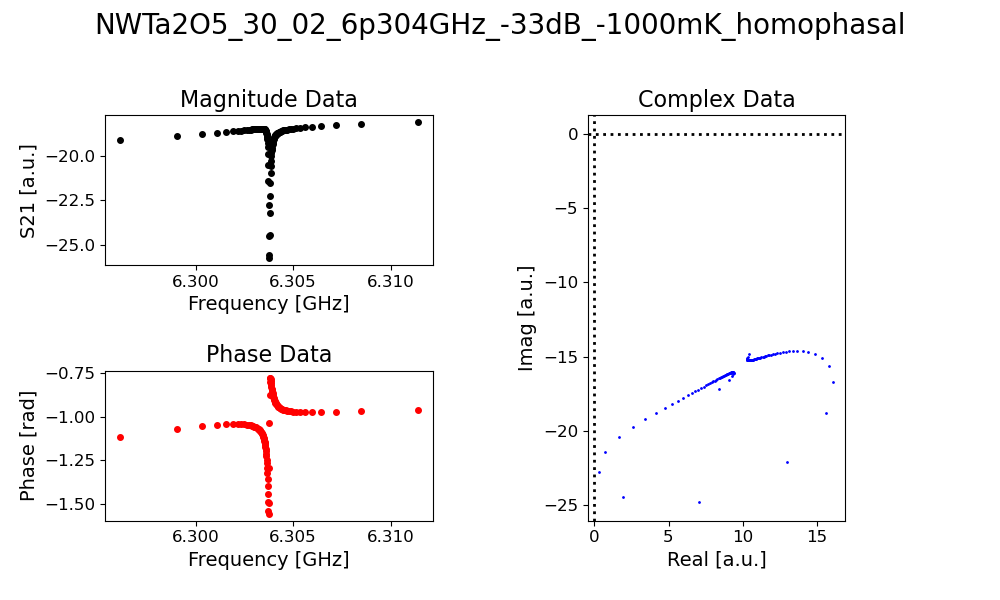 NWTa2O5_30_02_6p304GHz_-33dB_-1000mK_homophasal
Magnitude Data
S21 [a.u.]
−20.0
−22.5
−25.0
6.300
6.305
6.310
Frequency [GHz]
Phase Data
Phase [rad]
−0.75
−1.00
−1.25
−1.50
6.300
6.305
6.310
Frequency [GHz]
Complex Data
Imag [a.u.]
0
−5
−10
−15
−20
−25
0
5
10
15
Real [a.u.]